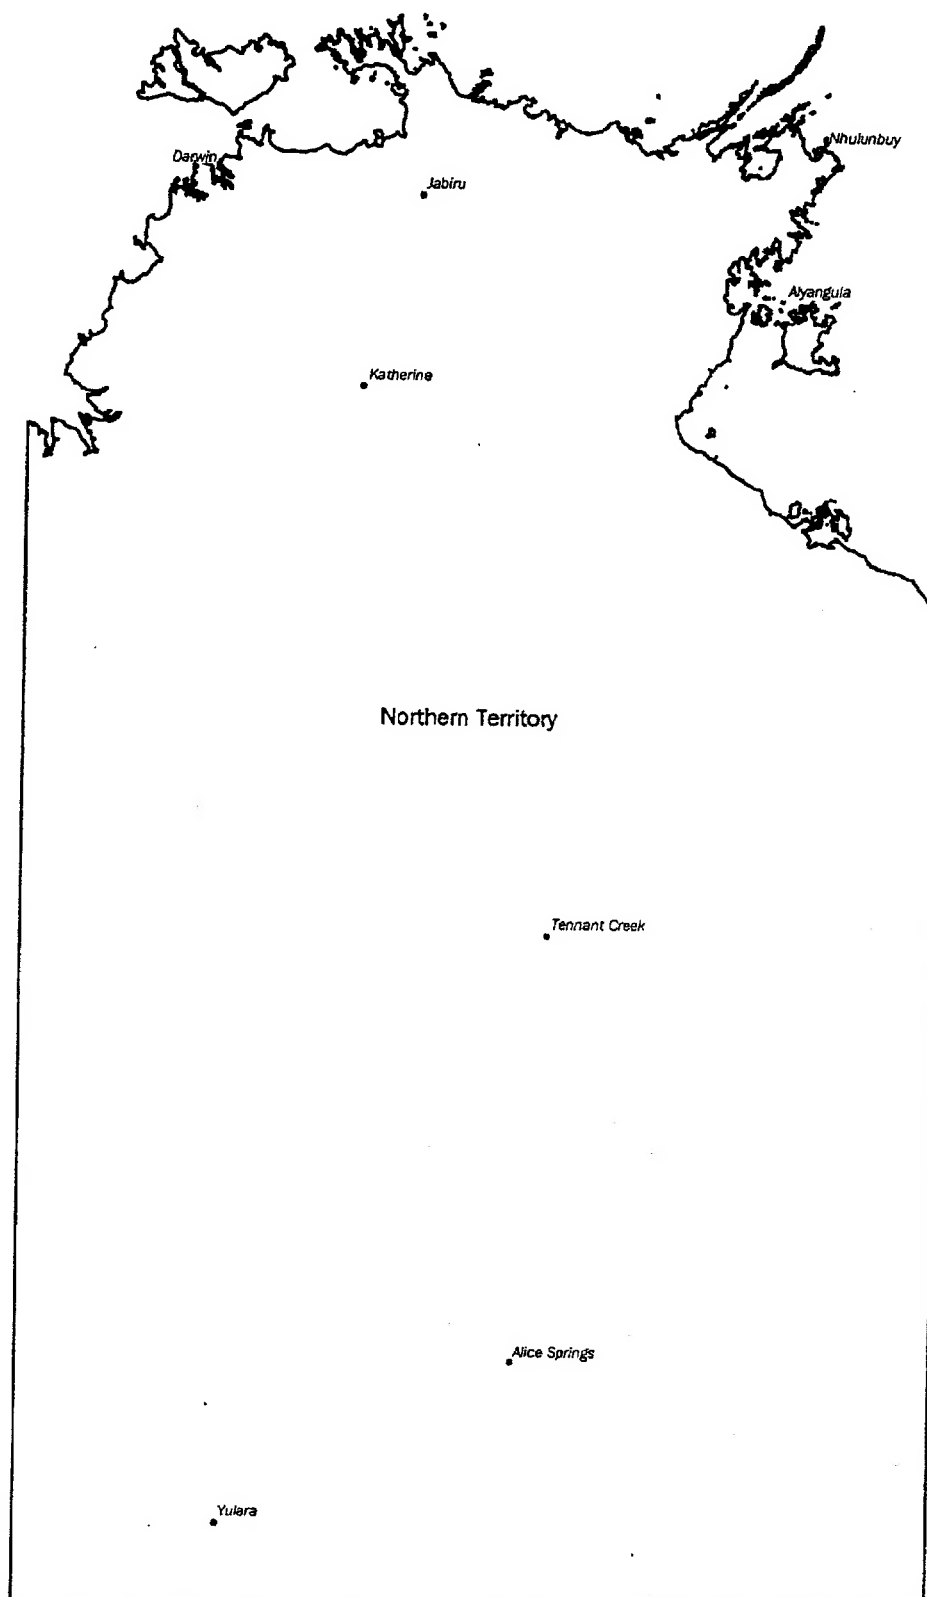 Nhulunbuy
Darwin
Jabiru
Alyangula
Katherine
Northern Territory
Tennant Creek
Alice Springs
Yulara